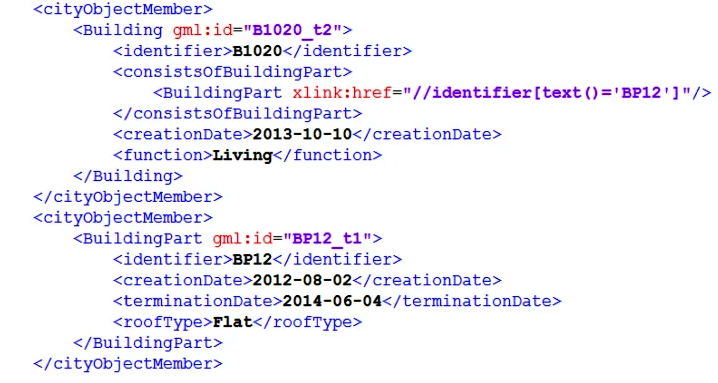 <cityObjectMember>
<Building gml:id="B1020_t2">
<identifier>B1020</identifier>
<consistsOfBuildingPart>
<BuildingPart xlink:href="//identifier[text()='BP12']"/>
</consistsOfBuildingPart>
<creationDate>2013-10-10</creationDate>
<function>Living</function>
</Building>
</cityObjectMember>
<cityObjectMember>
<BuildingPart gml:id="BP12_t1">
<identifier>BP12</identifier>
<creationDate>2012-08-02</creationDate>
<terminationDate>2014-06-04</terminationDate>
<roofType>Flat</roofType>
</BuildingPart>
</cityObjectMember>